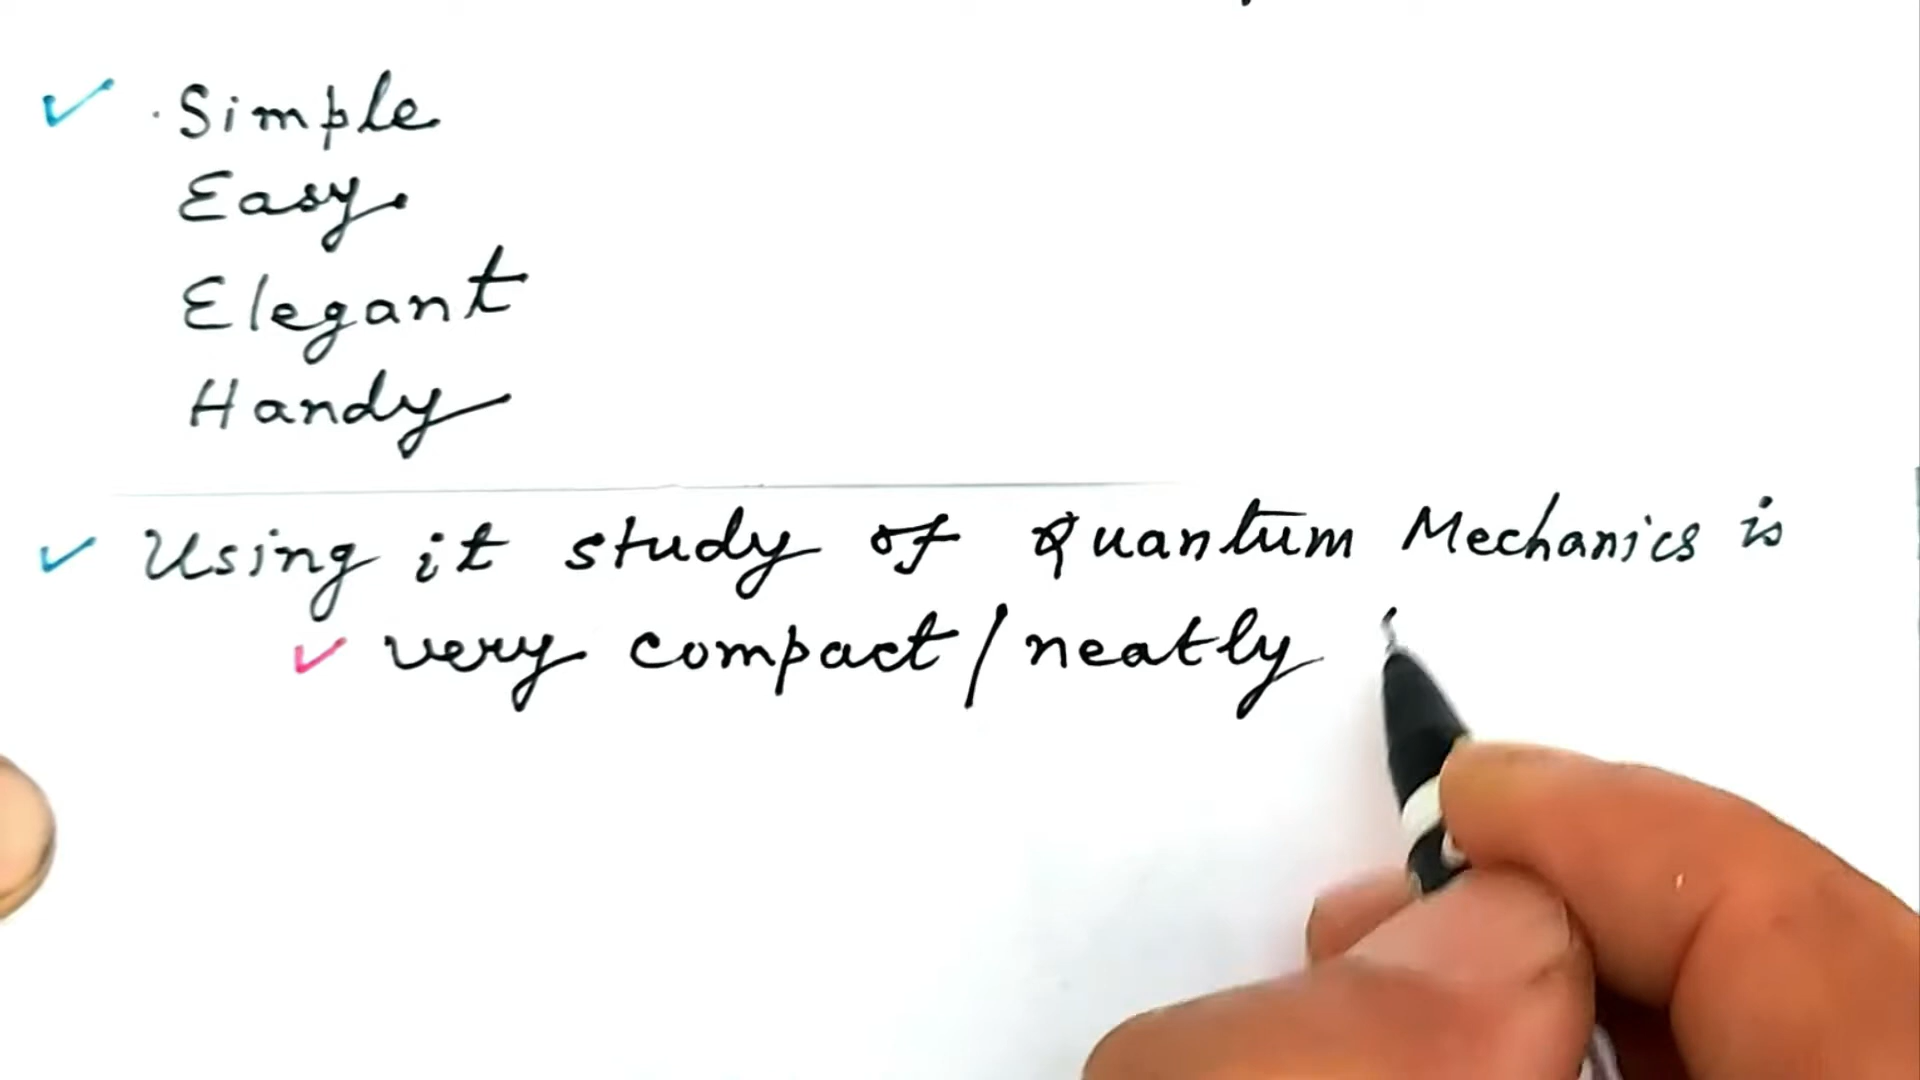 Simple
Easy
Elegant
Handy
Using it study of Quantum Mechanics is
very compact/neatly